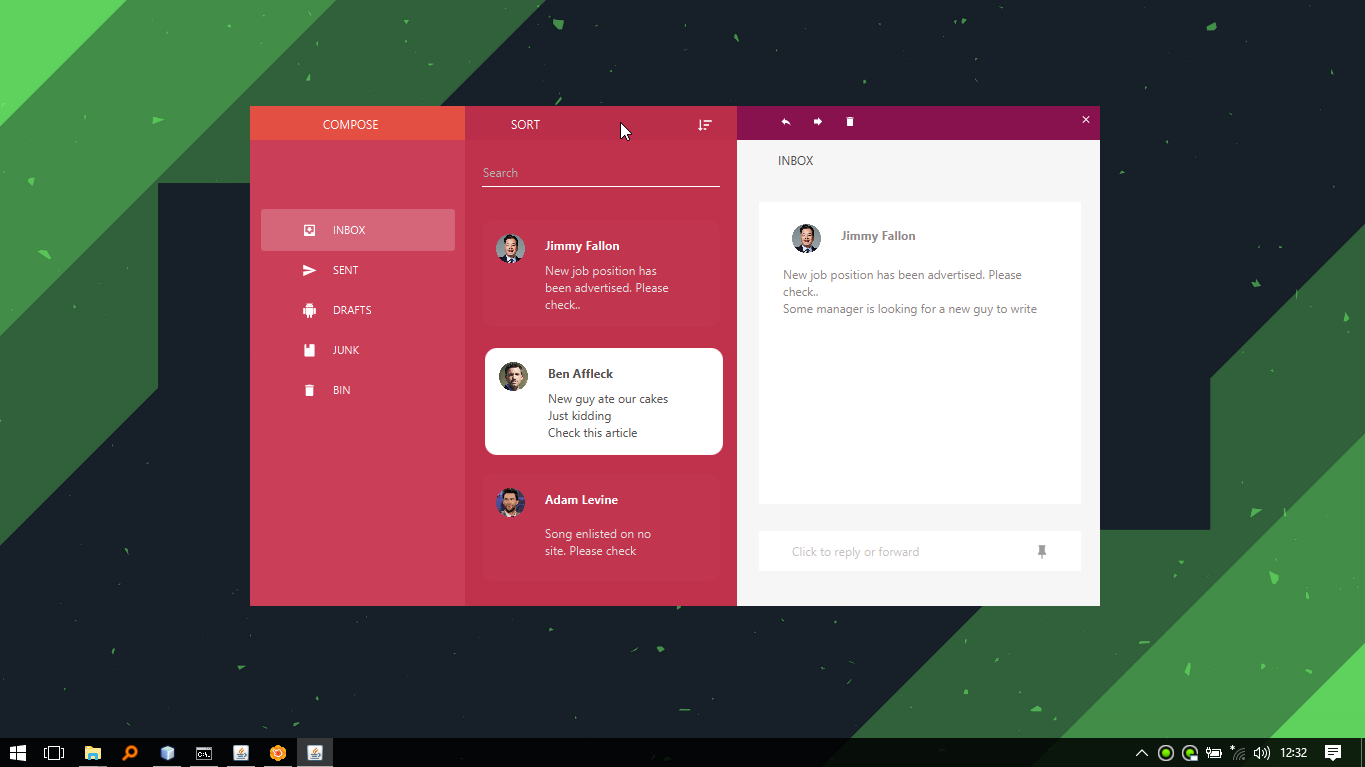 COMPOSE
SORT
INBOX
SENT
DRAFTS
JUNK
BIN
Search
Jimmy Fallon
New job position has
been advertised. Please
check..
Ben Affleck
New guy ate our cakes
Just kidding
Check this article
Adam Levine
Song enlisted on no
site. Please check
INBOX
Jimmy Fallon
New job position has been advertised. Please
check..
Some manager is looking for a new guy to write
Click to reply or forward
C:\.
12:32